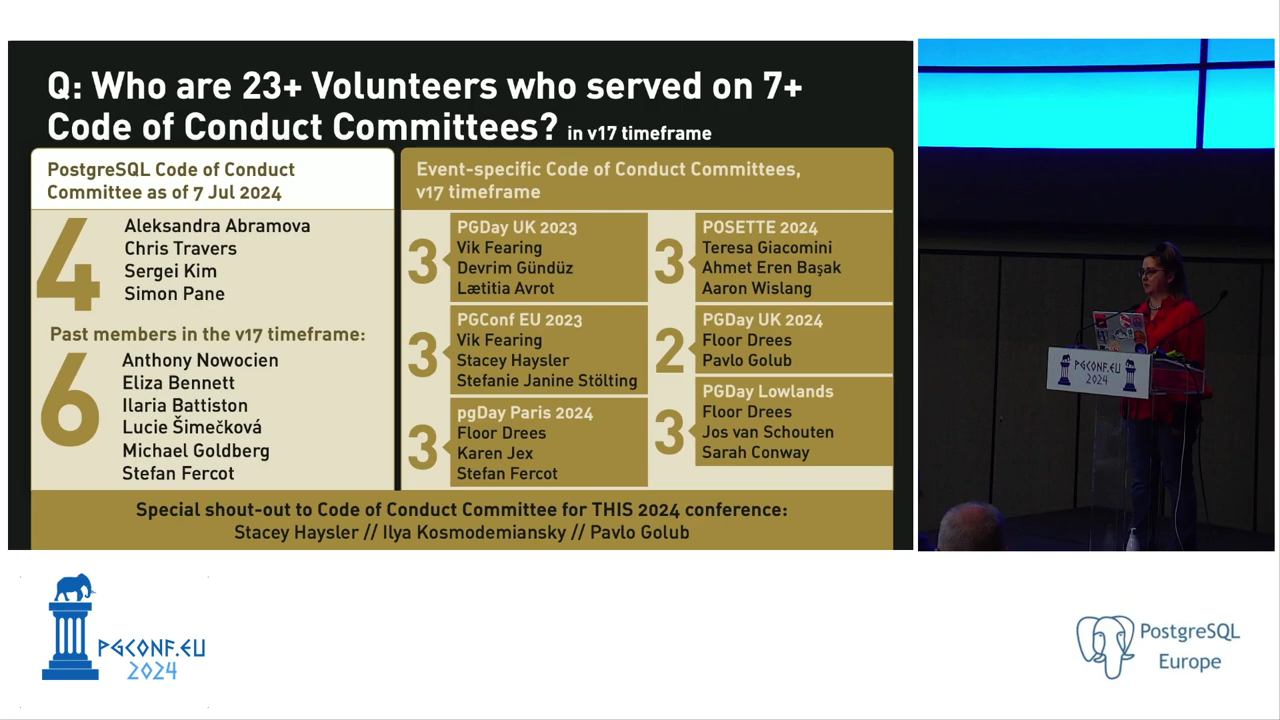 Q: Who are 23+ Volunteers who served on 7+
Code of Conduct Committees? in v17 timeframe
PostgreSQL Code of Conduct
Committee as of 7 Jul 2024
4
Aleksandra Abramova
Chris Travers
Sergei Kim
Simon Pane
Past members in the v17 timeframe:
6
Anthony Nowocien
Eliza Bennett
Ilaria Battiston
Lucie Šimečková
Michael Goldberg
Stefan Fercot
Event-specific Code of Conduct Committees,
v17 timeframe
3
PGDay UK 2023
Vik Fearing
Devrim Gündüz
Lætitia Avrot
3
PGConf EU 2023
Vik Fearing
Stacey Haysler
Stefanie Janine Stölting
3
pgDay Paris 2024
Floor Drees
Karen Jex
Stefan Fercot
3
POSETTE 2024
Teresa Giacomini
Ahmet Eren Başak
Aaron Wislang
2
PGDay UK 2024
Floor Drees
Pavlo Golub
3
PGDay Lowlands
Floor Drees
Jos van Schouten
Sarah Conway
Special shout-out to Code of Conduct Committee for THIS 2024 conference:
Stacey Haysler // Ilya Kosmodemiansky // Pavlo Golub
PGCONF.EU
2024
PGCONF.EU
2024
PostgreSQL
Europe